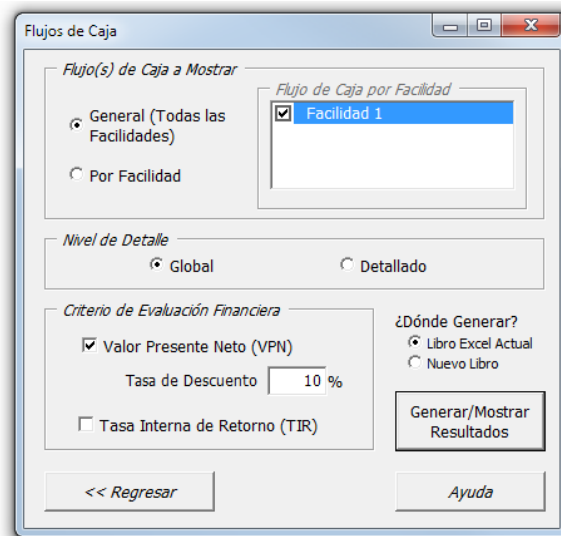 Flujos de Caja
Flujo(s) de Caja a Mostrar
General (Todas las
Facilidades)
Por Facilidad
Flujo de Caja por Facilidad
Facilidad 1
Nivel de Detalle
Global
Detallado
Criterio de Evaluación Financiera
Valor Presente Neto (VPN)
Tasa de Descuento 10 %
Tasa Interna de Retorno (TIR)
¿Dónde Generar?
Libro Excel Actual
Nuevo Libro
Generar/Mostrar
Resultados
<< Regresar
Ayuda